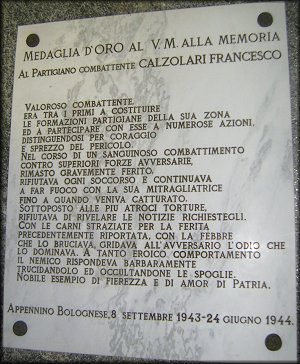 MEDAGLIA D'ORO AL V.M. ALLA MEMORIA
AL PARTIGIANO COMBATTENTE CALZOLARI FRANCESCO
VALOROSO COMBATTENTE,
ERA TRA I PRIMI A COSTITUIRE
LE FORMAZIONI PARTIGIANE DELLA SUA ZONA
ED A PARTECIPARE CON ESSE A NUMEROSE AZIONI,
DISTINGUENDOSI PER CORAGGIO
E SPREZZO DEL PERICOLO.
NEL CORSO DI UN SANGUINOSO COMBATTIMENTO
CONTRO SUPERIORI FORZE AVVERSARIE,
RIMASTO GRAVEMENTE FERITO,
RIFIUTAVA OGNI SOCCORSO E CONTINUAVA
A FAR FUOCO CON LA SUA MITRAGLIATRICE
FINO A QUANDO VENIVA CATTURATO.
SOTTOPOSTO ALLE PIU ATROCI TORTURE,
RIFIUTAVA DI RIVELARE LE NOTIZIE RICHIESTEGLI.
CON LE CARNI STRAZIATE PER LA FERITA
PRECEDENTEMENTE RIPORTATA, CON LA FEBBRE
CHE LO BRUCIAVA, GRIDAVA ALL'AVVERSARIO L'ODIO CHE
LO DOMINAVA. A TANTO EROICO COMPORTAMENTO
IL NEMICO RISPONDEVA BARBARAMENTE
TRUCIDANDOLO ED OCCULTANDONE LE SPOGLIE.
NOBILE ESEMPIO DI FIEREZZA E DI AMOR DI PATRIA.
APPENNINO BOLOGNESE, 8 SETTEMBRE 1943-24 GIUGNO 1944.